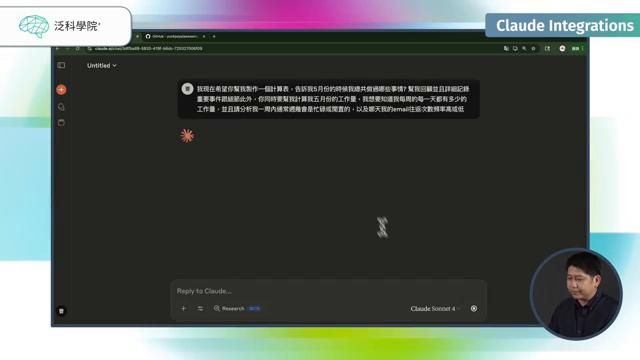 泛科學院
Claude Integrations
Untitled
我現在希望你幫我製作一個計算表，告訴我5月份的時候我總共做過哪些事情? 幫我回顧並且詳細記錄
重要事件跟細節此外，你同時要幫我計算我五月份的工作量，我想要知道我每周的每一天都有多少的
工作量，並且請分析我一周內通常週幾會是忙碌或閒置的，以及哪天我的email往返次數頻率高或低
Reply to Claude...
Research BETA
Claude Sonnet 4